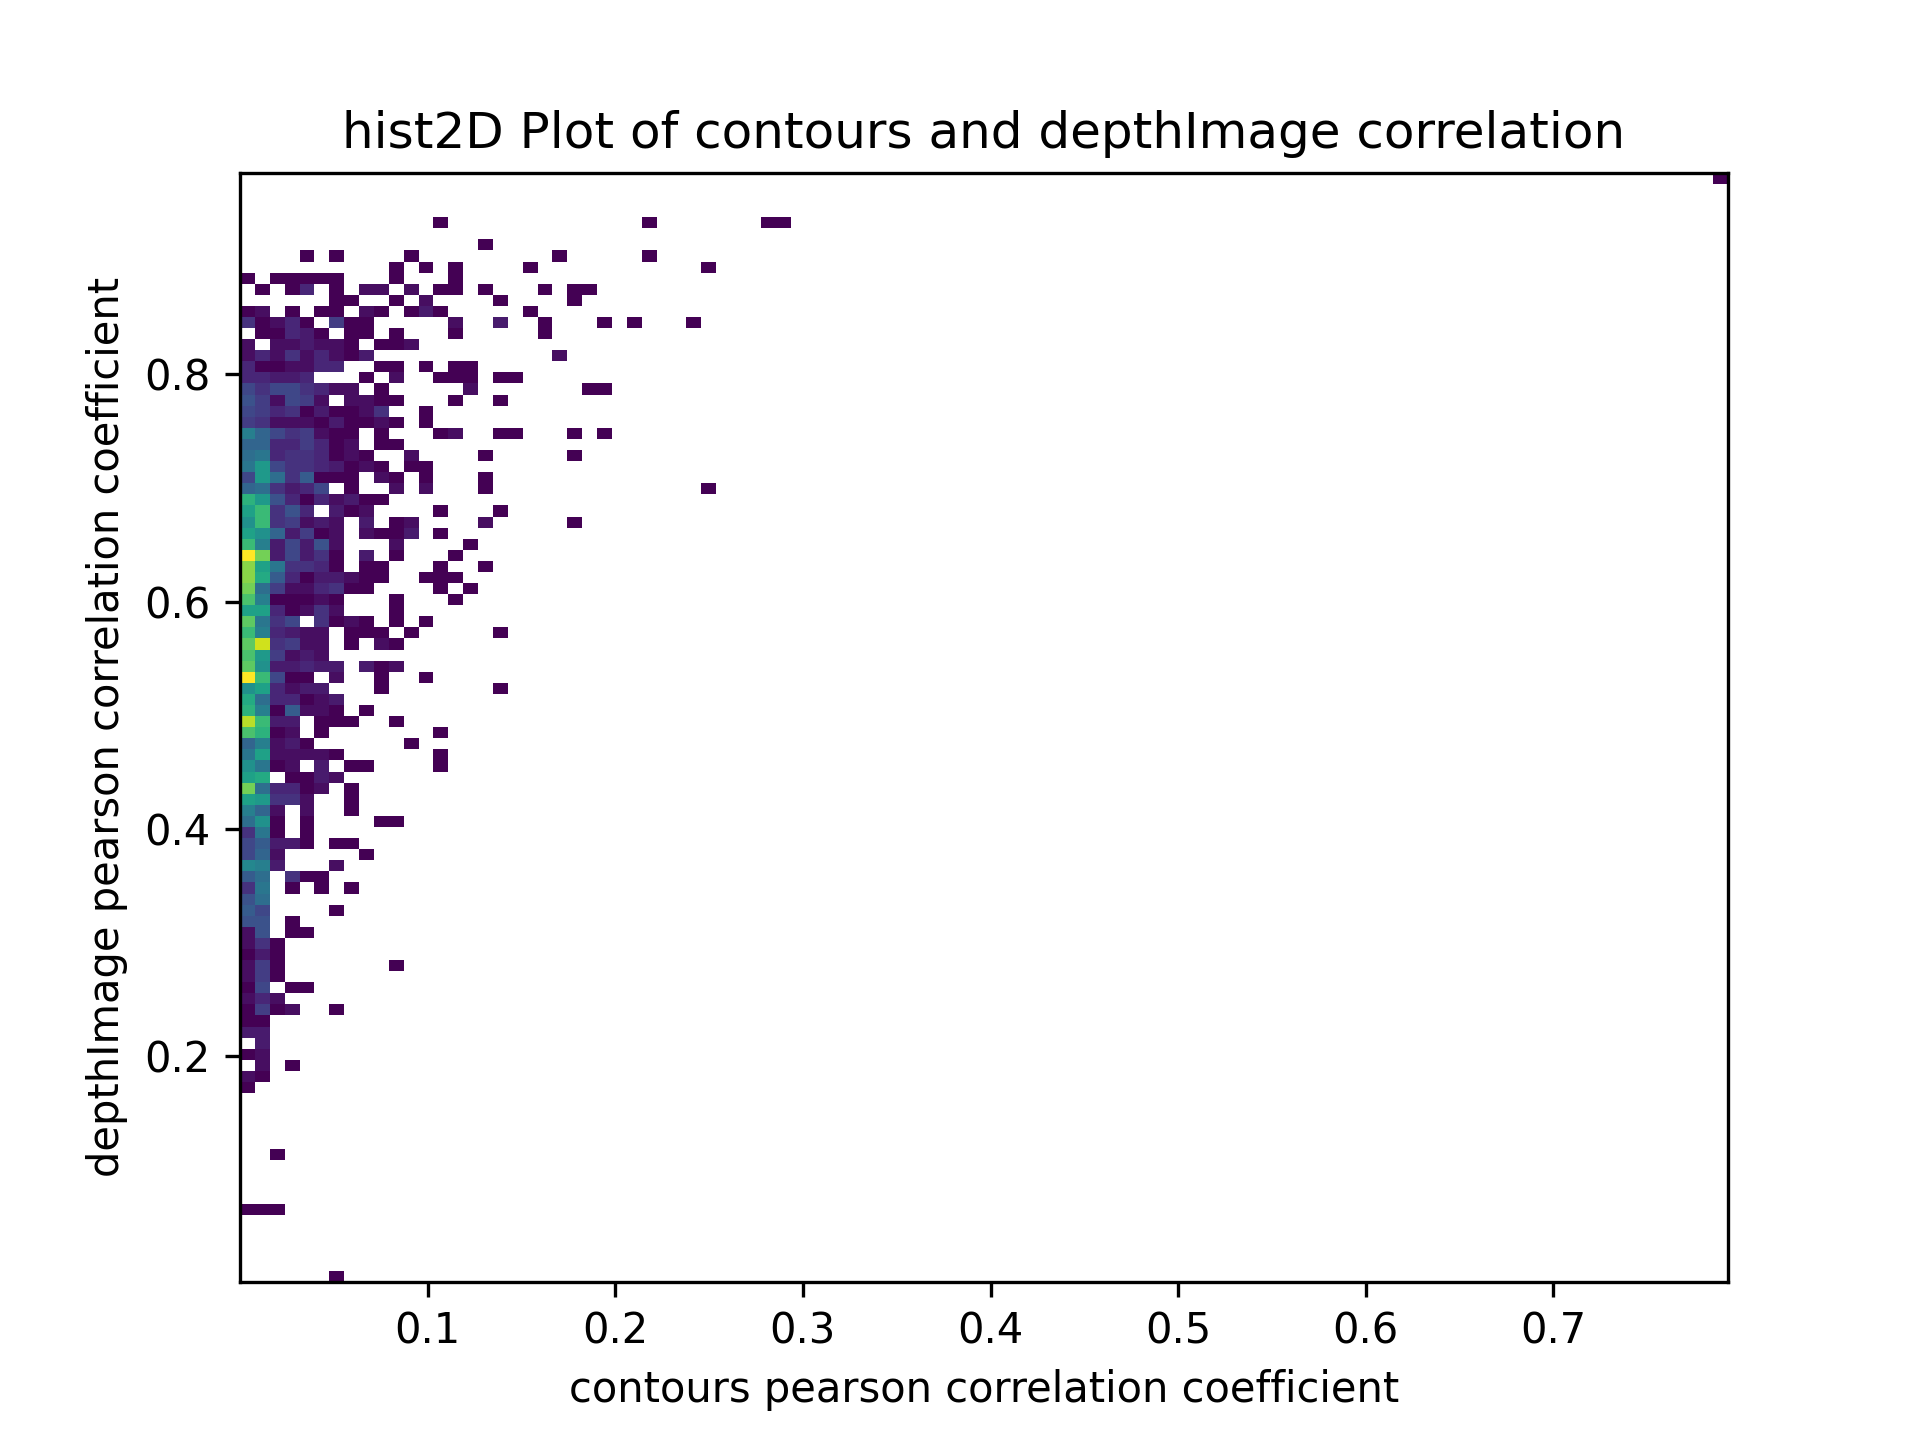 hist2D Plot of contours and depthImage correlation
depthImage pearson correlation coefficient
0.8
0.6
0.4
0.2
0.1 0.2 0.3 0.4 0.5 0.6 0.7
contours pearson correlation coefficient